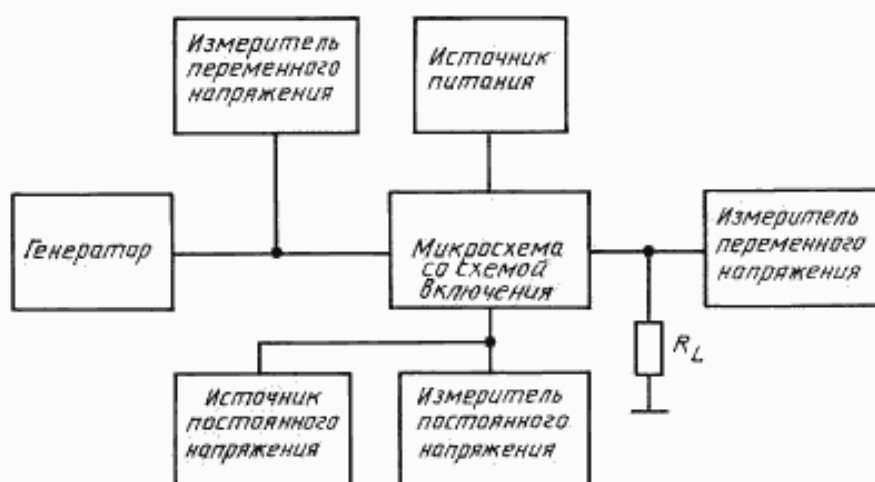 Измеритель
переменного
напряжения
Источник
питания
Генератор
Микросхема
со схемой
включения
Измеритель
переменного
напряжения
R_L
Источник
постоянного
напряжения
Измеритель
постоянного
напряжения